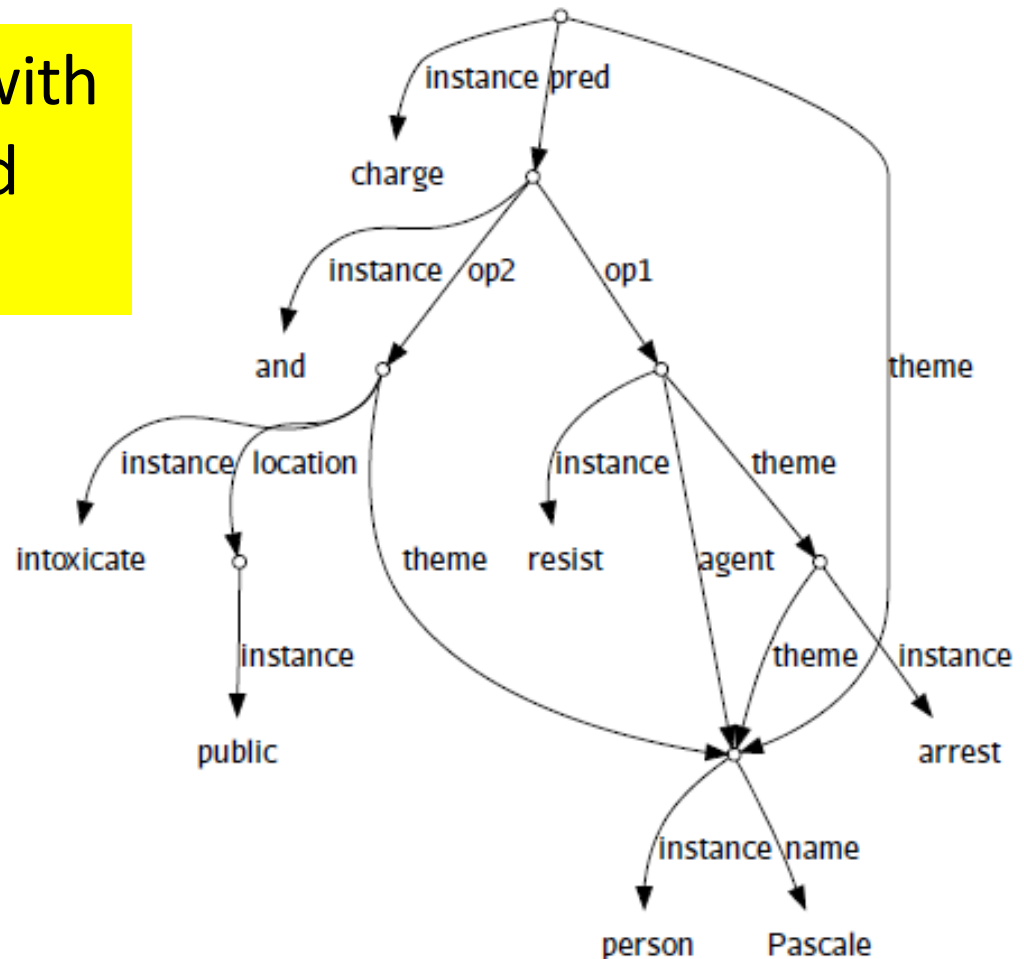 with
instance pred
charge
instance op2 op1
and
theme
instance location
instance
theme
intoxicate
theme
resist
agent
instance
theme
instance
public
arrest
instance name
person
Pascale